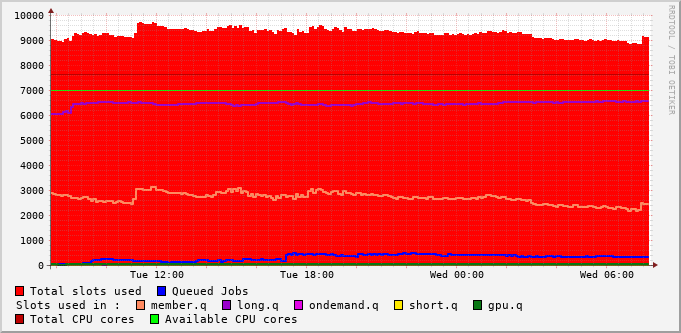 10000
9000
8000
7000
6000
5000
4000
3000
2000
1000
0
Tue 12:00 Tue 18:00 Wed 00:00 Wed 06:00
RRDTOOL / TOBI OETIKER
Total slots used Queued Jobs
Slots used in : member.q long.q ondemand.q short.q gpu.q
Total CPU cores Available CPU cores